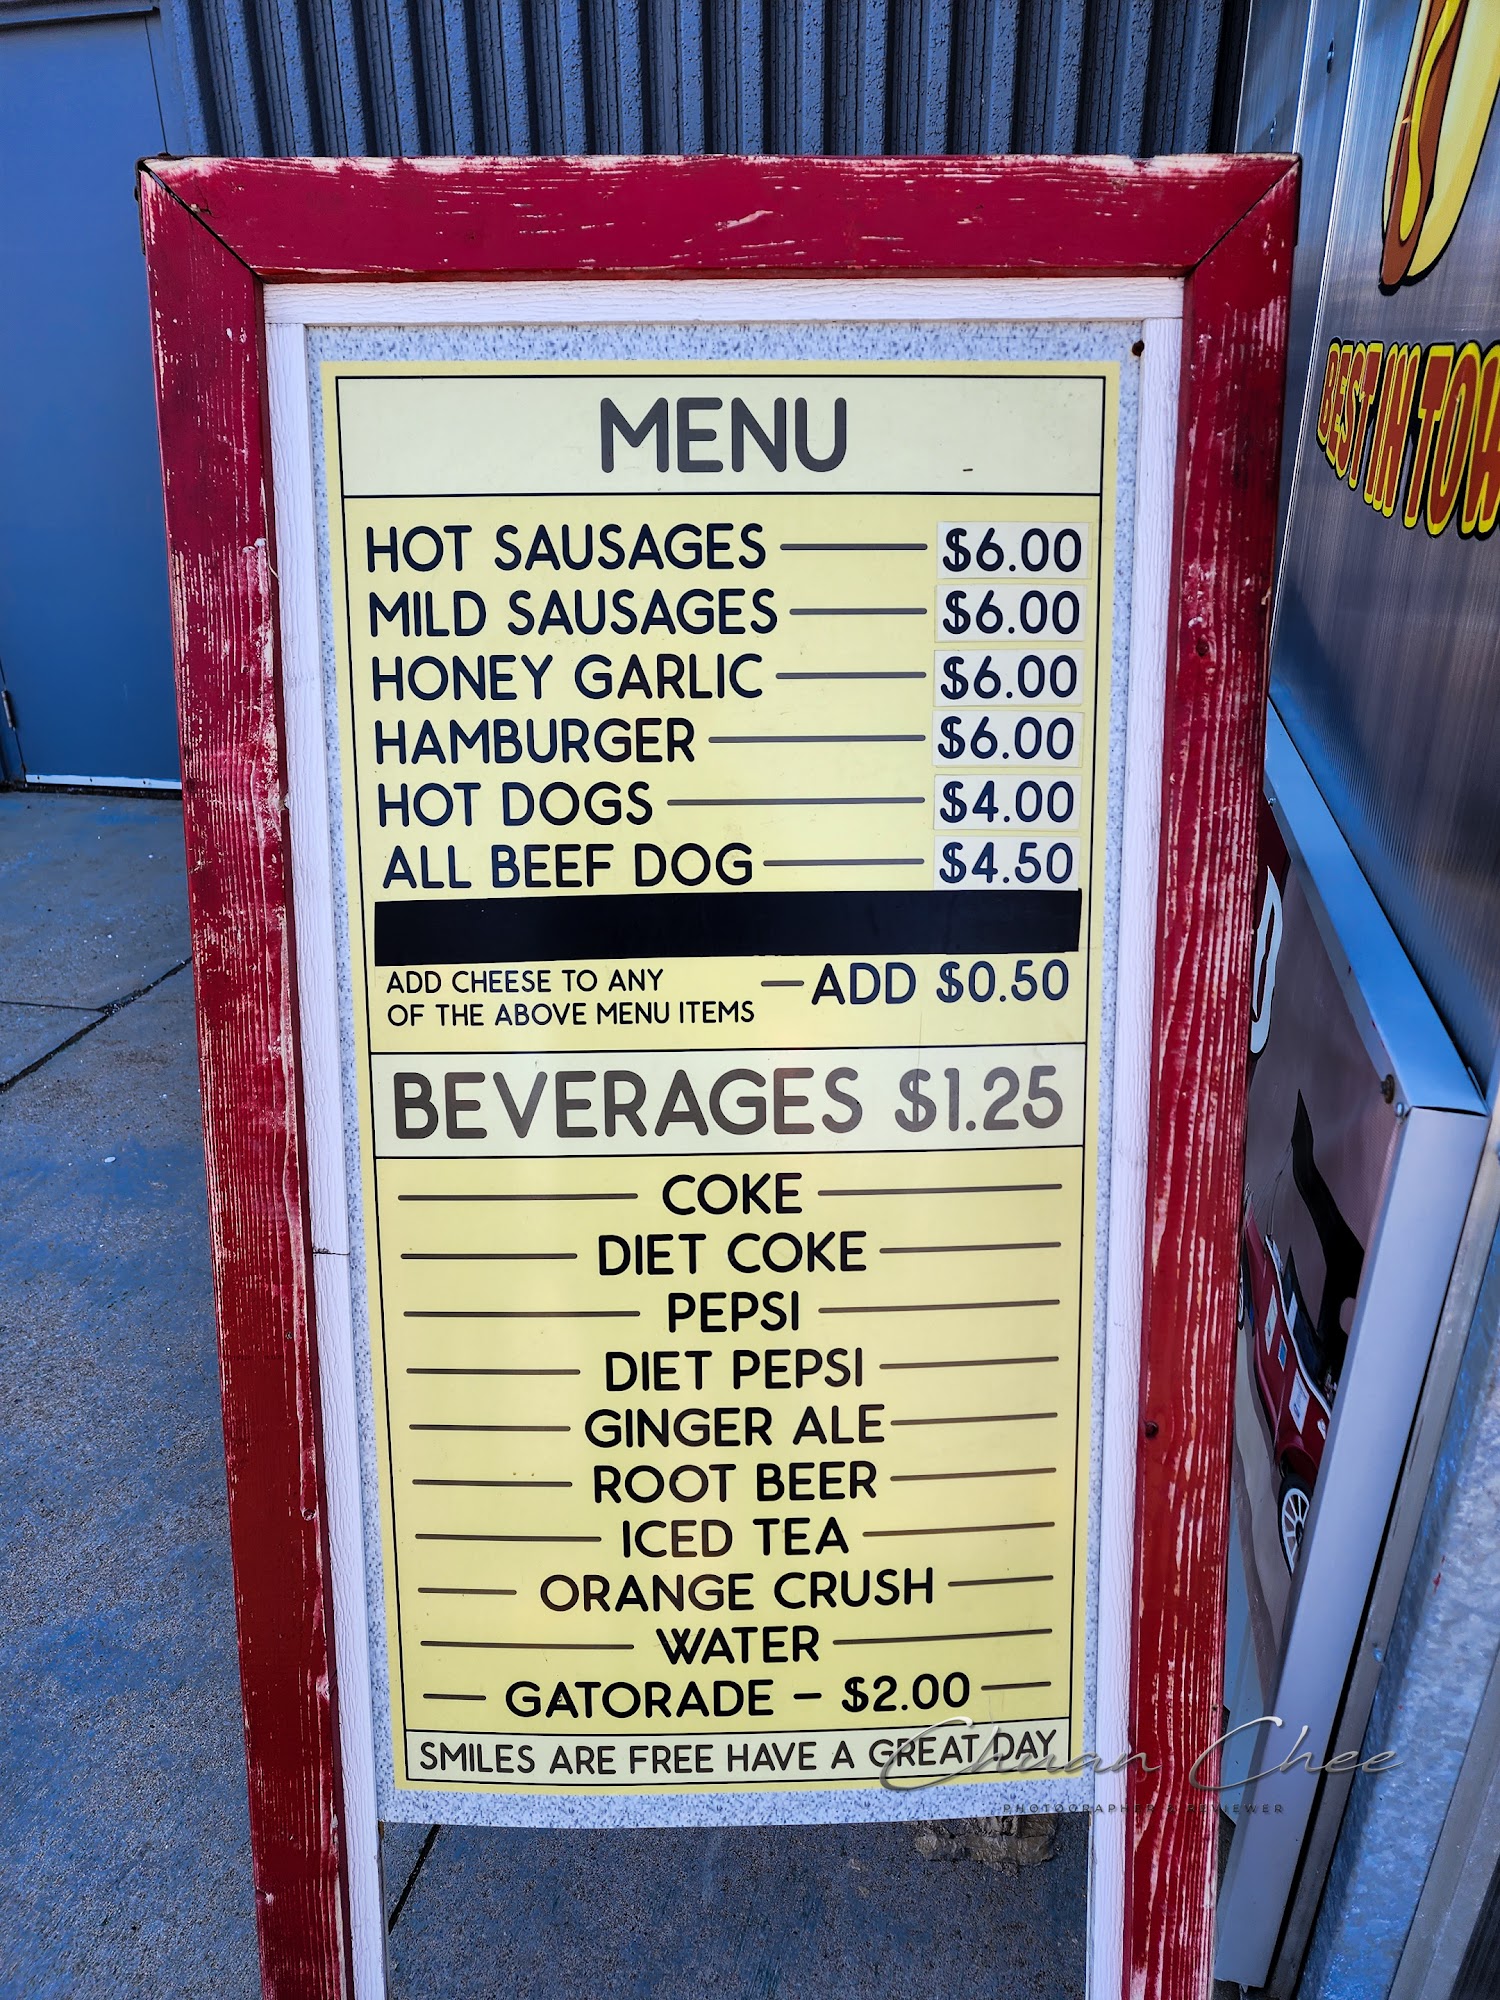 MENU
HOT SAUSAGES $6.00
MILD SAUSAGES $6.00
HONEY GARLIC $6.00
HAMBURGER $6.00
HOT DOGS $4.00
ALL BEEF DOG $4.50
ADD CHEESE TO ANY
OF THE ABOVE MENU ITEMS — ADD $0.50
BEVERAGES $1.25
COKE
DIET COKE
PEPSI
DIET PEPSI
GINGER ALE
ROOT BEER
ICED TEA
ORANGE CRUSH
WATER
GATORADE - $2.00
SMILES ARE FREE HAVE A GREAT DAY
BEST IN TOW
Chuan Chee
PHOTOGRAPHER & REVIEWER